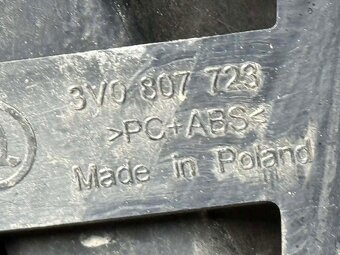 3V0 807 723
>PC+ABS<
Made in Poland